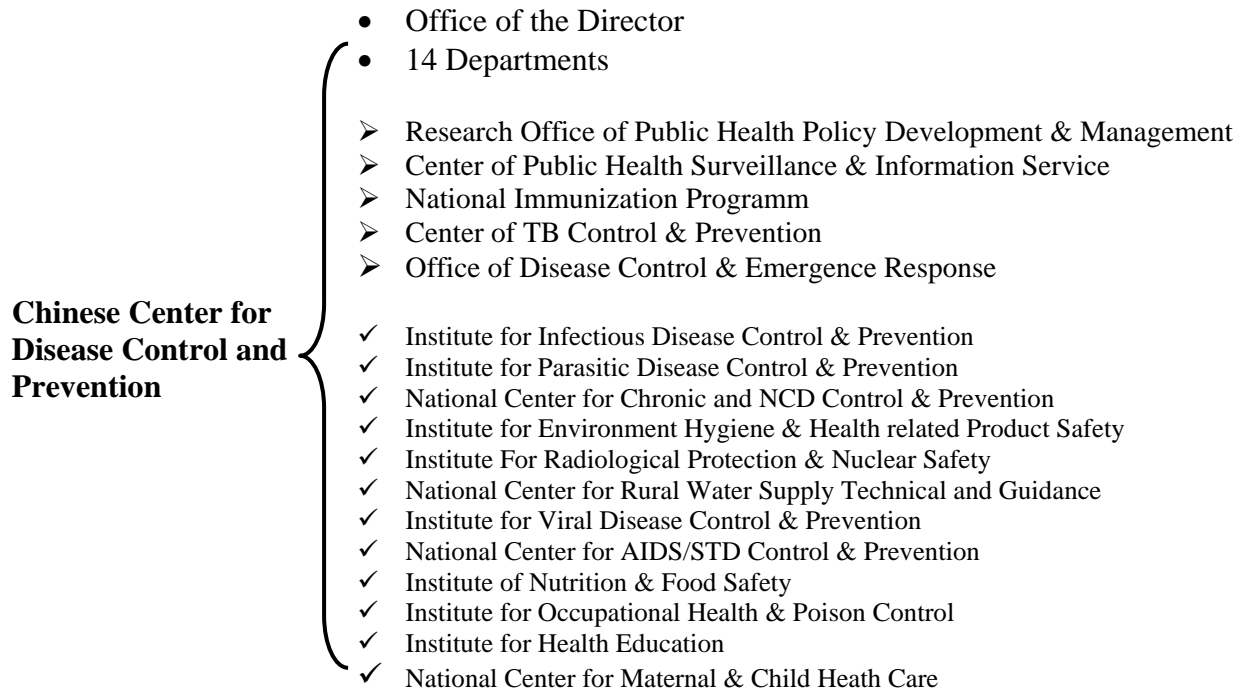 • Office of the Director
• 14 Departments
➢ Research Office of Public Health Policy Development & Management
➢ Center of Public Health Surveillance & Information Service
➢ National Immunization Programm
➢ Center of TB Control & Prevention
➢ Office of Disease Control & Emergence Response
Chinese Center for
Disease Control and
Prevention
✓ Institute for Infectious Disease Control & Prevention
✓ Institute for Parasitic Disease Control & Prevention
✓ National Center for Chronic and NCD Control & Prevention
✓ Institute for Environment Hygiene & Health related Product Safety
✓ Institute For Radiological Protection & Nuclear Safety
✓ National Center for Rural Water Supply Technical and Guidance
✓ Institute for Viral Disease Control & Prevention
✓ National Center for AIDS/STD Control & Prevention
✓ Institute of Nutrition & Food Safety
✓ Institute for Occupational Health & Poison Control
✓ Institute for Health Education
✓ National Center for Maternal & Child Heath Care